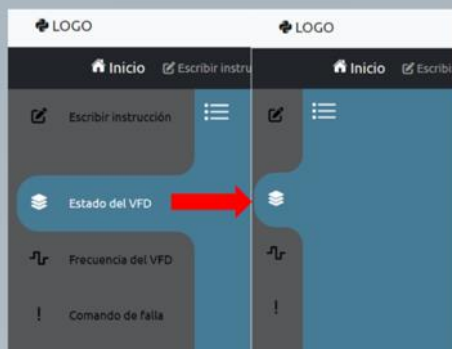 LOGO
Inicio Escribir instru
Escribir instrucción
Estado del VFD
Frecuencia del VFD
! Comando de falla
LOGO
Inicio Escribi
!